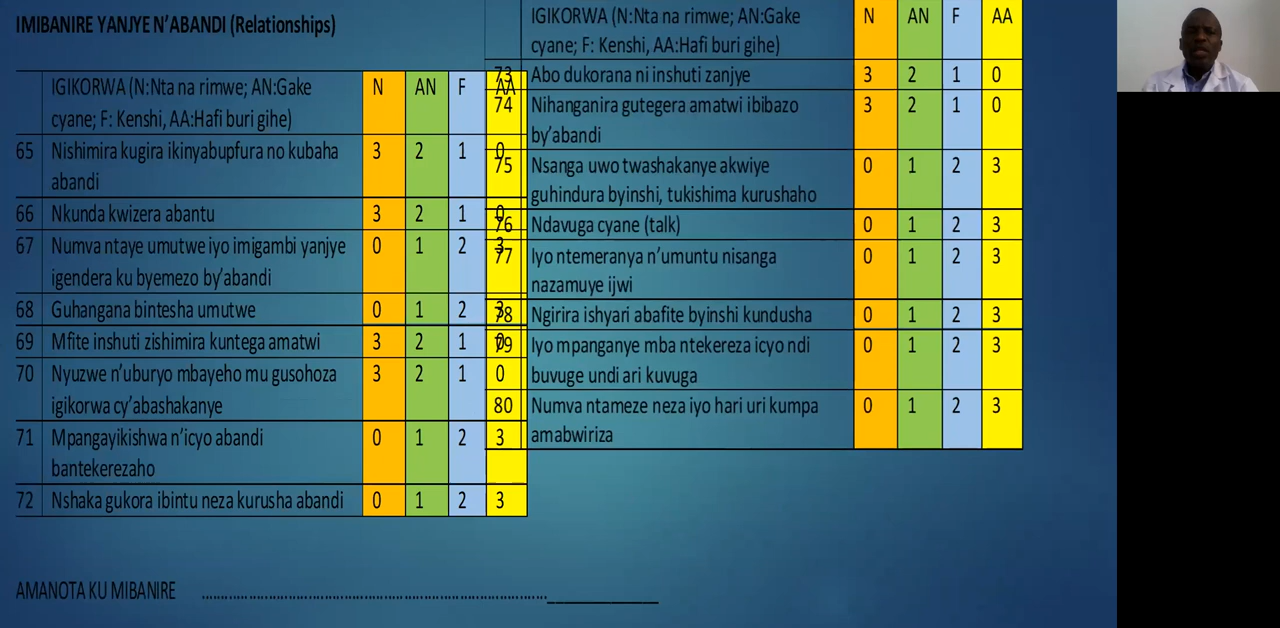 IMIBANIRE YANJYE N'ABANDI (Relationships)
IGIKORWA (N:Nta na rimwe; AN:Gake N AN F AA
cyane; F: Kenshi, AA:Hafi buri gihe)
65 Nishimira kugira ikinyabupfura no kubaha 3 2 1 0
abandi
66 Nkunda kwizera abantu 3 2 1 0
67 Numva ntaye umutwe iyo imigambi yanjye 0 1 2 3
igendera ku byemezo by'abandi
68 Guhangana bintesha umutwe 0 1 2 3
69 Mfite inshuti zishimira kuntega amatwi 3 2 1 0
70 Nyuzwe n'uburyo mbayeho mu gusohoza 3 2 1 0
igikorwa cy'abashakanye
71 Mpangayikishwa n'icyo abandi 0 1 2 3
bantekerezaho
72 Nshaka gukora ibintu neza kurusha abandi 0 1 2 3
IGIKORWA (N:Nta na rimwe; AN:Gake N AN F AA
cyane; F: Kenshi, AA:Hafi buri gihe)
73 Abo dukorana ni inshuti zanjye 3 2 1 0
74 Nihanganira gutegera amatwi ibibazo 3 2 1 0
by'abandi
75 Nsanga uwo twashakanye akwiye 0 1 2 3
guhindura byinshi, tukishima kurushaho
76 Ndavuga cyane (talk) 0 1 2 3
77 Iyo ntemeranya n'umuntu nisanga 0 1 2 3
nazamuye ijwi
78 Ngirira ishyari abafite byinshi kundusha 0 1 2 3
79 Iyo mpanganye mba ntekereza icyo ndi 0 1 2 3
buvuge undi ari kuvuga
80 Numva ntameze neza iyo hari uri kumpa 0 1 2 3
amabwiriza
AMANOTA KU MIBANIRE ..............................................................................................______________